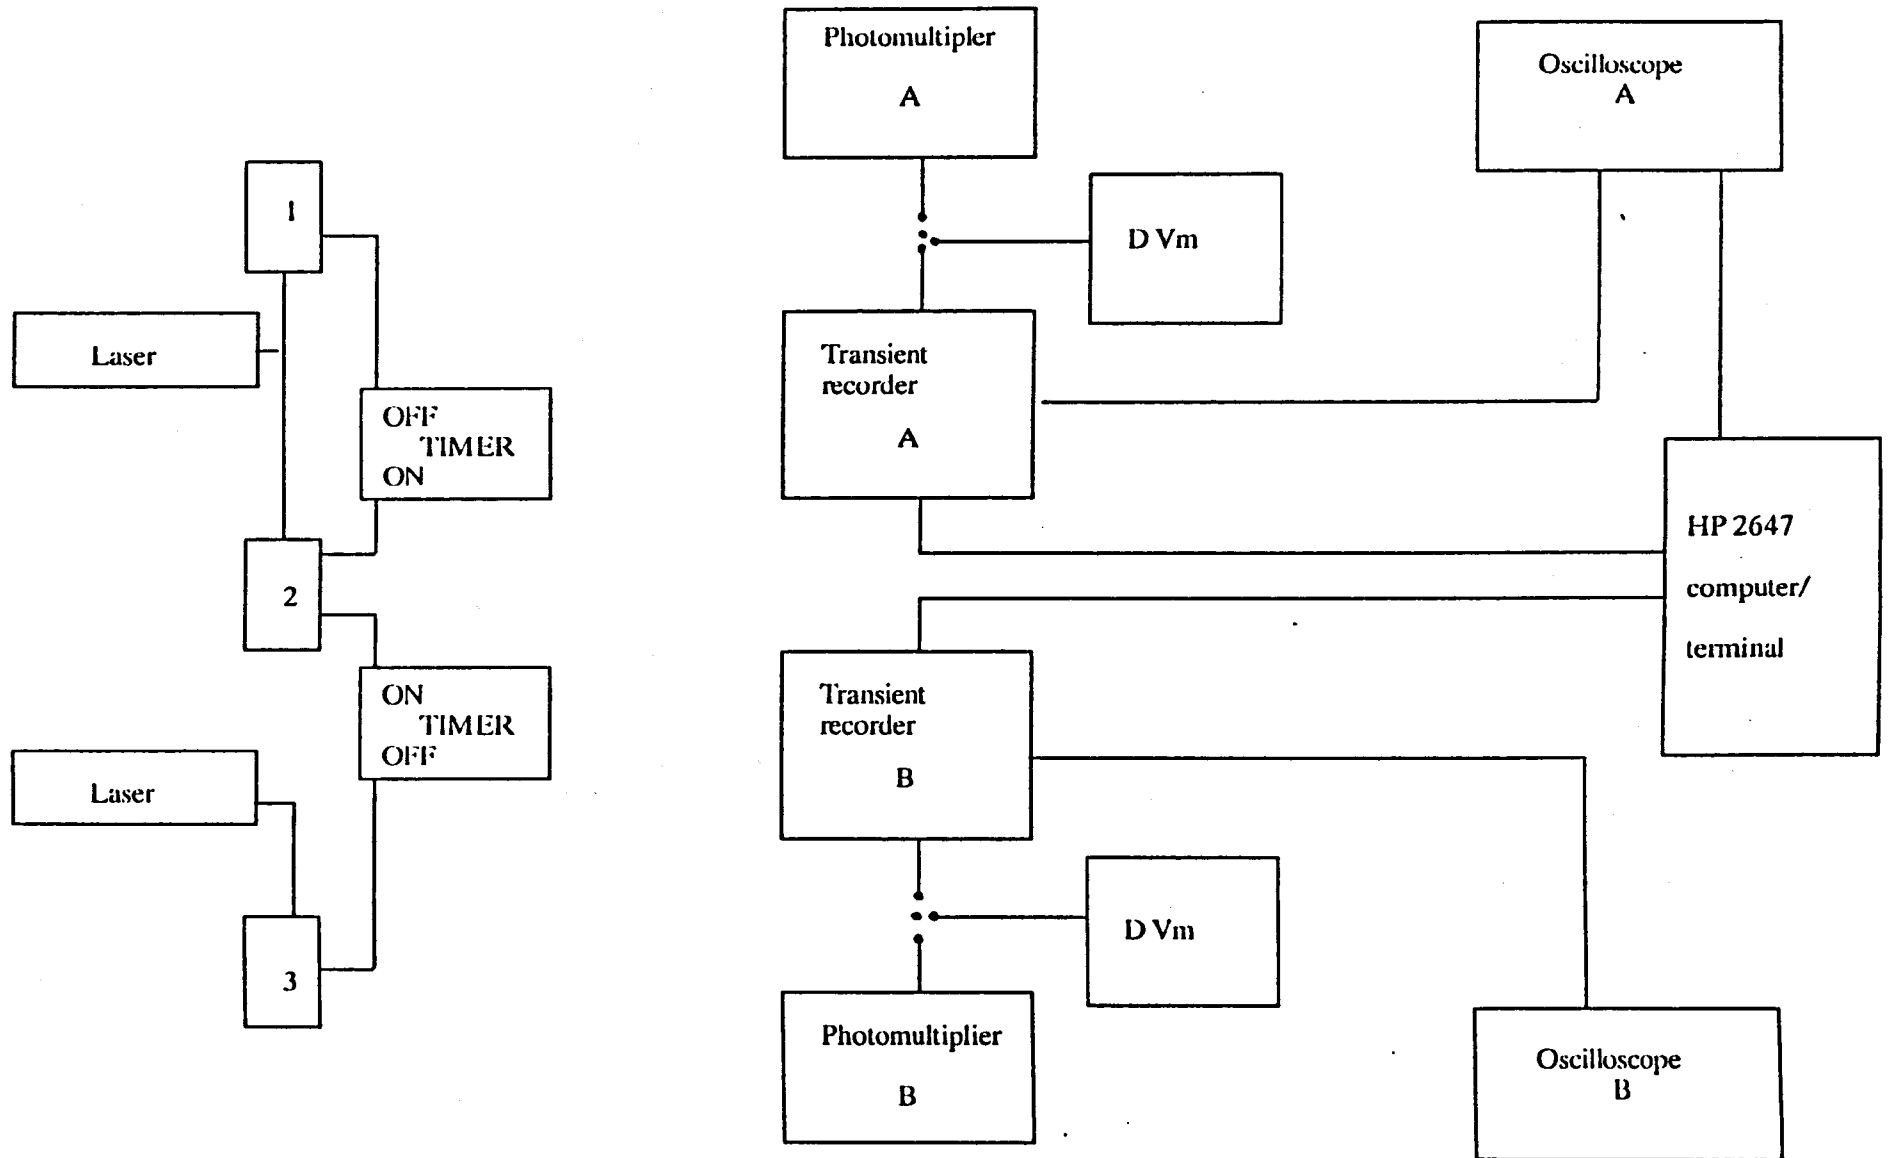 Photomultipler
A
Oscilloscope
A
1
D Vm
Laser
Transient
recorder
A
OFF
TIMER
ON
HP 2647
computer/
terminal
2
ON
TIMER
OFF
Transient
recorder
B
Laser
D Vm
3
Photomultiplier
B
Oscilloscope
B